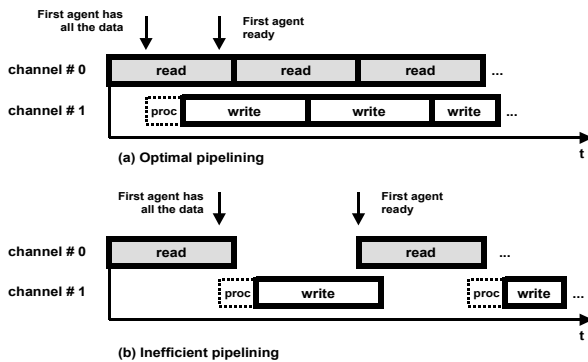 First agent has
all the data
First agent
ready
channel # 0
read
read
read
...
channel # 1
proc
write
write
write
...
t
(a) Optimal pipelining
First agent has
all the data
First agent
ready
channel # 0
read
read
...
channel # 1
proc
write
proc
write
...
t
(b) Inefficient pipelining